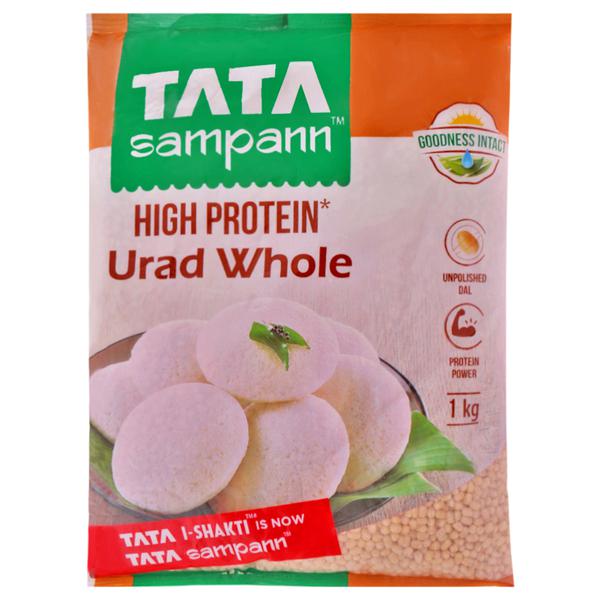 TATA
sampann™
GOODNESS INTACT
HIGH PROTEIN*
Urad Whole
UNPOLISHED
DAL
PROTEIN
POWER
1 kg
TATA I-SHAKTI™ IS NOW
TATA sampann™